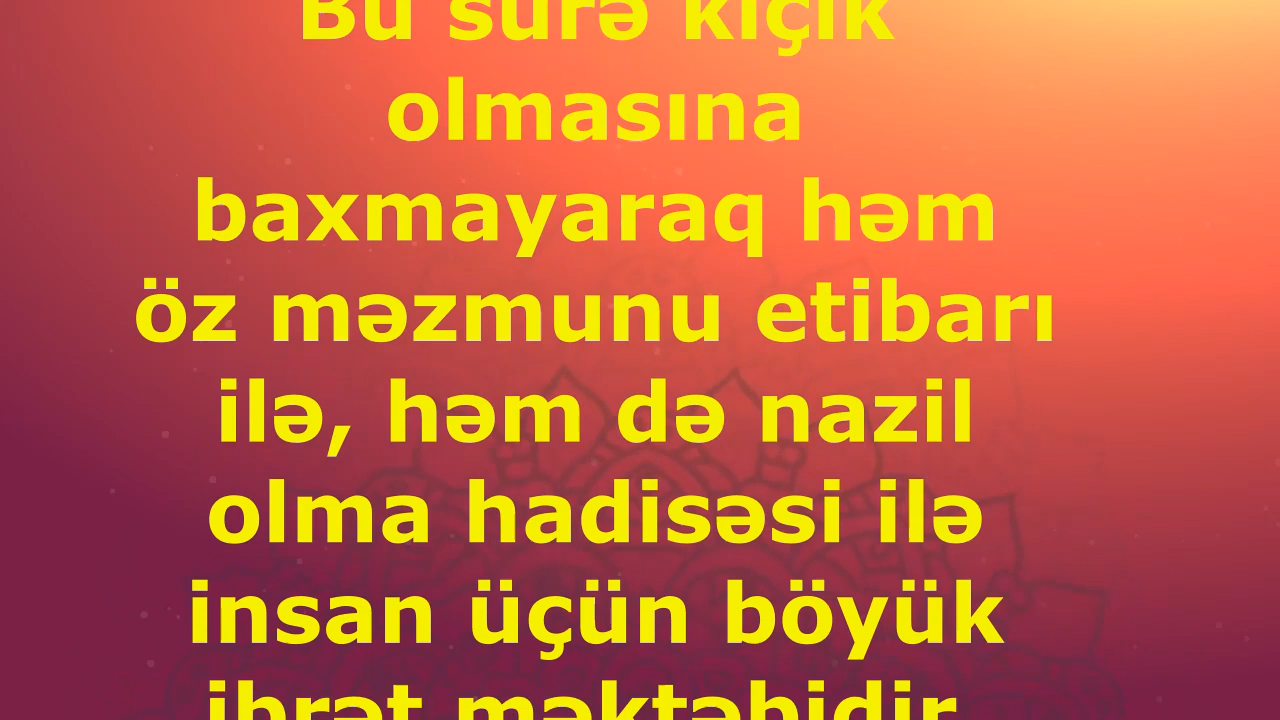 Bu surə kiçik
olmasına
baxmayaraq həm
öz məzmunu etibarı
ilə, həm də nazil
olma hadisəsi ilə
insan üçün böyük
ibrət məktəbidir